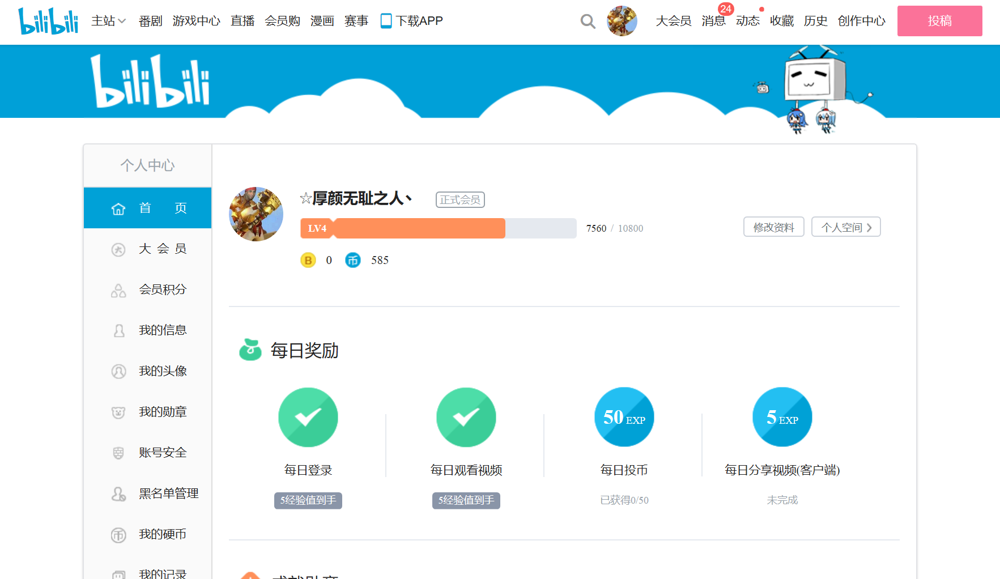 bilibili 主站 番剧 游戏中心 直播 会员购 漫画 赛事 下载APP 大会员 消息 24 动态 收藏 历史 创作中心 投稿
bilibili
个人中心
首 页
大 会 员
会员积分
我的信息
我的头像
我的勋章
账号安全
黑名单管理
我的硬币
我的记录
☆厚颜无耻之人丶 正式会员
LV4 7560 / 10800
修改资料 个人空间
B 0 币 585
每日奖励
50 EXP 5 EXP
每日登录 每日观看视频 每日投币 每日分享视频(客户端)
5经验值到手 5经验值到手 已获得0/50 未完成